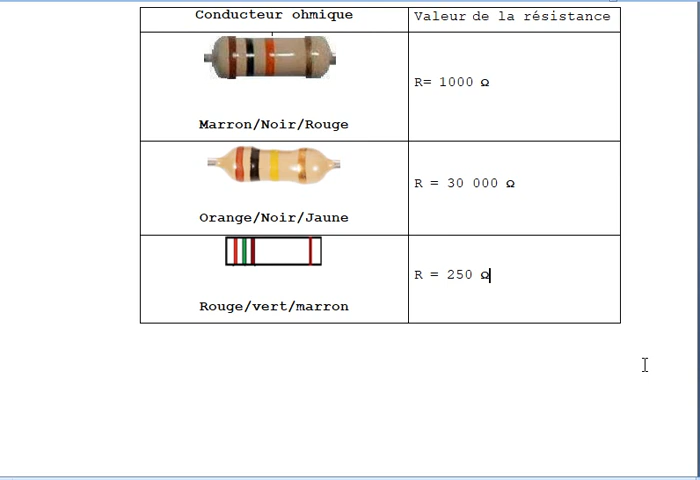 Conducteur ohmique
Valeur de la résistance
Marron/Noir/Rouge
R= 1000 Ω
Orange/Noir/Jaune
R = 30 000 Ω
Rouge/vert/marron
R = 250 Ω